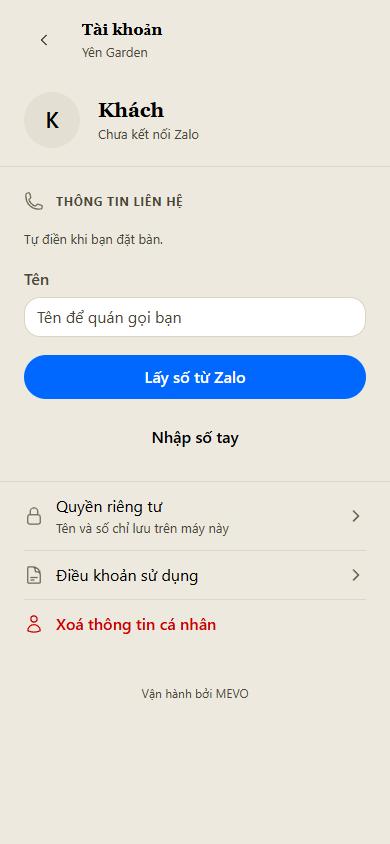 Tài khoản
Yên Garden
K
Khách
Chưa kết nối Zalo
THÔNG TIN LIÊN HỆ
Tự điền khi bạn đặt bàn.
Tên
Tên để quán gọi bạn
Lấy số từ Zalo
Nhập số tay
Quyền riêng tư
Tên và số chỉ lưu trên máy này
Điều khoản sử dụng
Xoá thông tin cá nhân
Vận hành bởi MEVO